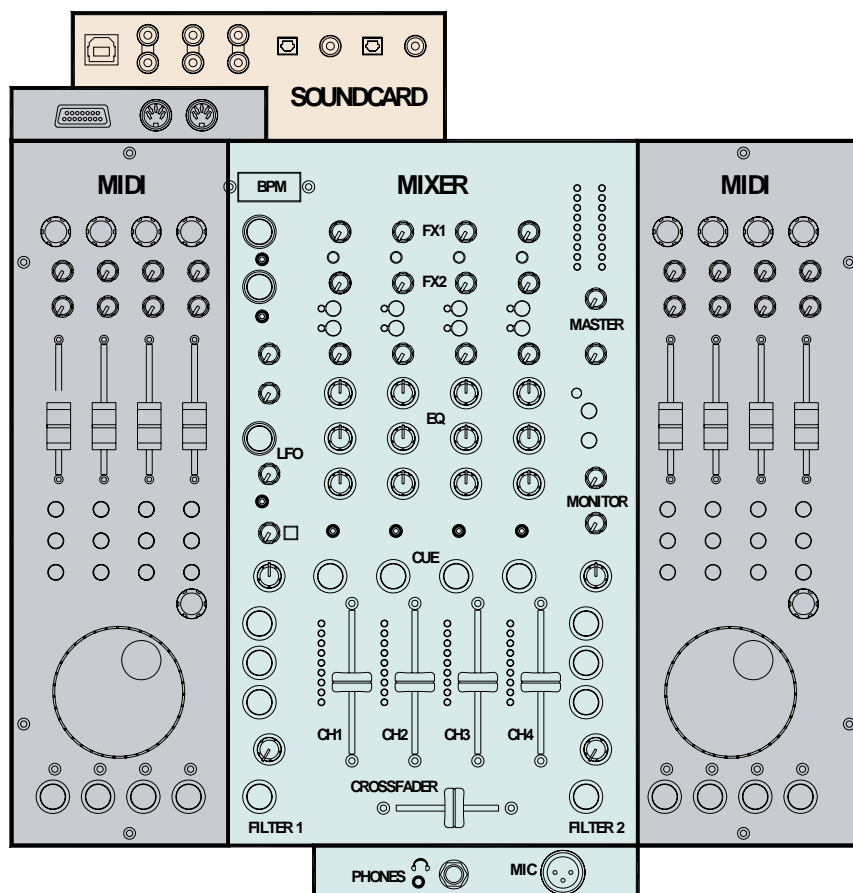 SOUNDCARD
MIDI
BPM
MIXER
MIDI
FX1
FX2
MASTER
EQ
LFO
MONITOR
CUE
CH1 CH2 CH3 CH4
CROSSFADER
FILTER 1
FILTER 2
PHONES
MIC